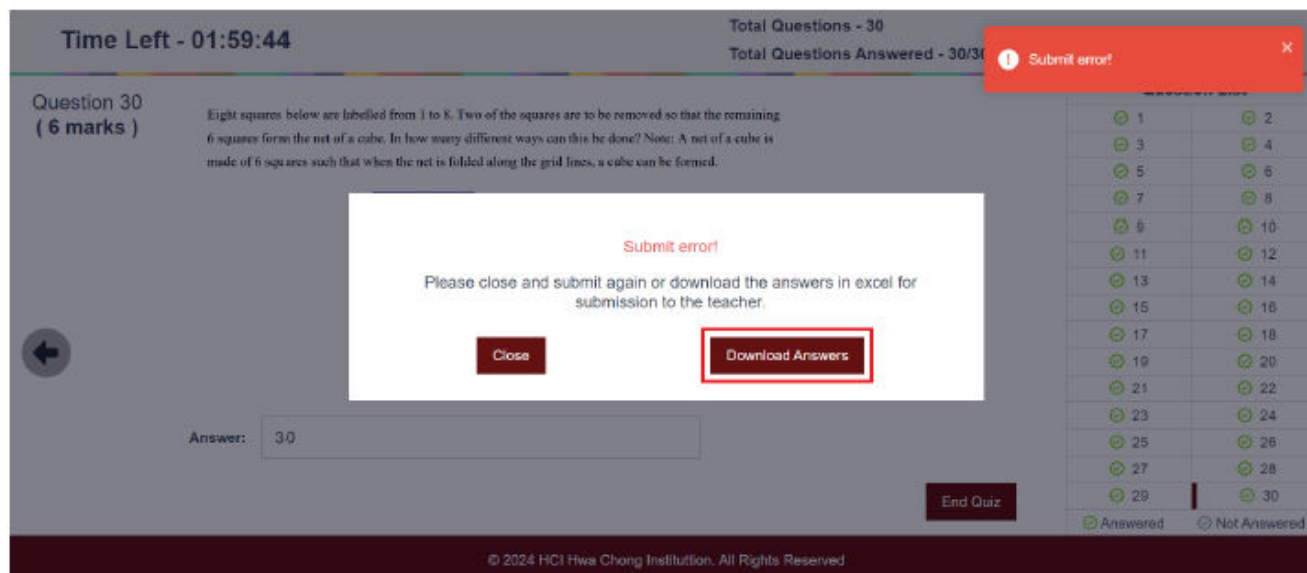 Time Left - 01:59:44
Total Questions - 30
Total Questions Answered - 30/30
Submit error!
Question 30
( 6 marks )
Eight squares below are labelled from 1 to 8. Two of the squares are to be removed so that the remaining
6 squares form the net of a cube. In how many different ways can this be done? Note: A net of a cube is
made of 6 squares such that when the net is folded along the grid lines, a cube can be formed.
Submit error!
Please close and submit again or download the answers in excel for
submission to the teacher.
Close
Download Answers
Answer:
30
End Quiz
Question List
1 2
3 4
5 6
7 8
9 10
11 12
13 14
15 16
17 18
19 20
21 22
23 24
25 26
27 28
29 30
Answered Not Answered
© 2024 HCI Hwa Chong Institution. All Rights Reserved